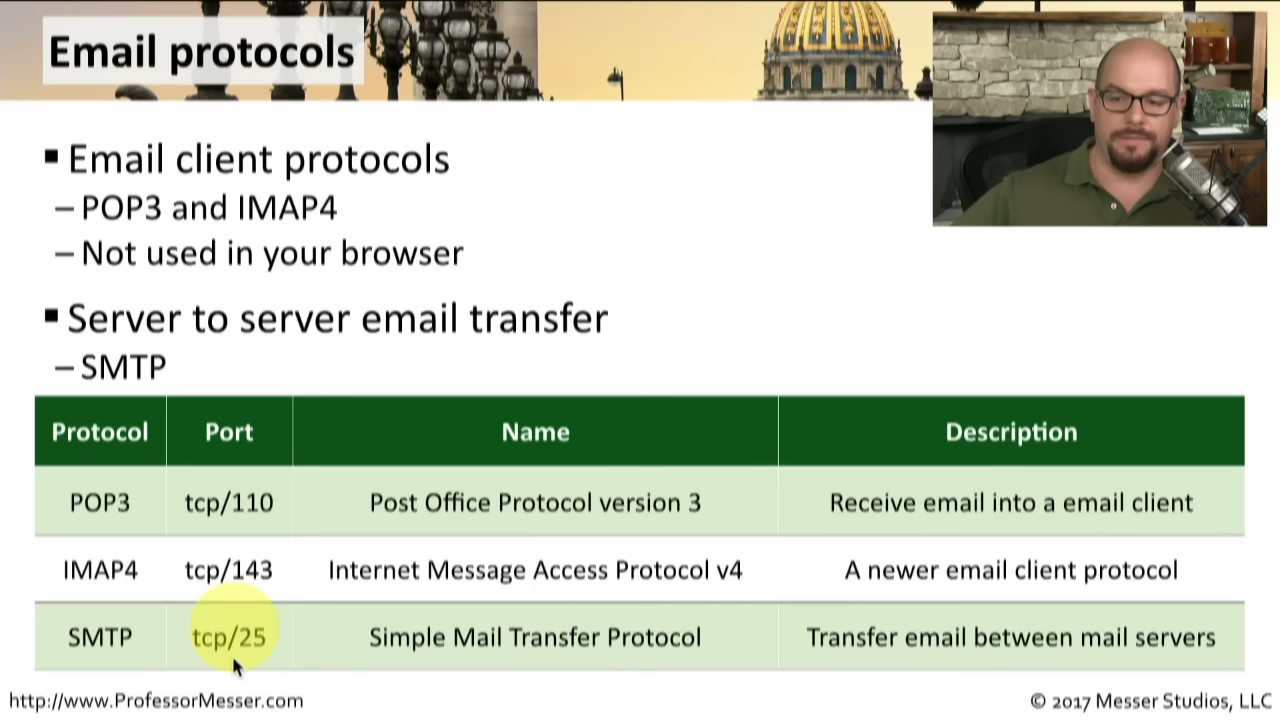 Email protocols
▪ Email client protocols
– POP3 and IMAP4
– Not used in your browser
▪ Server to server email transfer
– SMTP
Protocol Port Name Description
POP3 tcp/110 Post Office Protocol version 3 Receive email into a email client
IMAP4 tcp/143 Internet Message Access Protocol v4 A newer email client protocol
SMTP tcp/25 Simple Mail Transfer Protocol Transfer email between mail servers
http://www.ProfessorMesser.com © 2017 Messer Studios, LLC